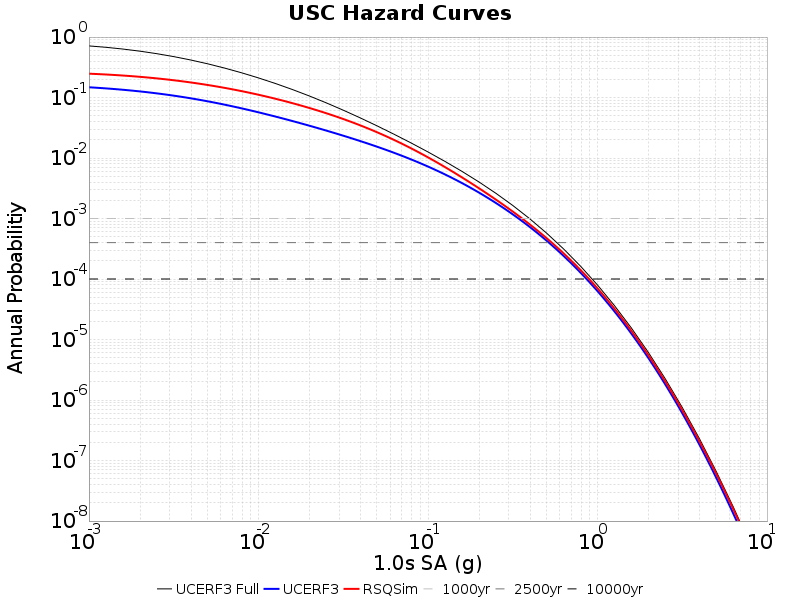 USC Hazard Curves
10^0
10^-1
10^-2
10^-3
10^-4
10^-5
10^-6
10^-7
10^-8
Annual Probabilitiy
10^-3 10^-2 10^-1 10^0 10^1
1.0s SA (g)
UCERF3 Full UCERF3 RSQSim 1000yr 2500yr 10000yr